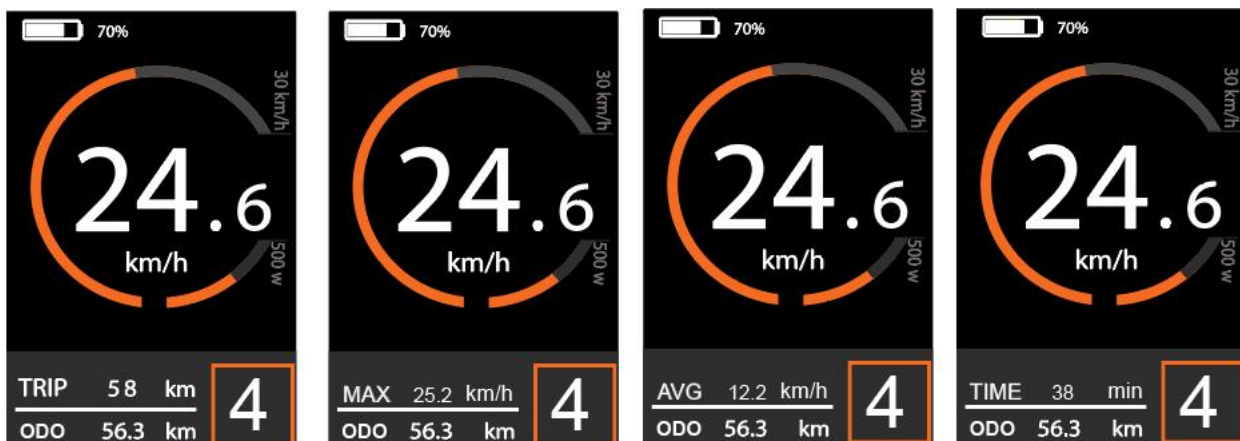 70%
30 km/h
24.6
km/h
500 w
TRIP 58 km
ODO 56.3 km
4
70%
30 km/h
24.6
km/h
500 w
MAX 25.2 km/h
ODO 56.3 km
4
70%
30 km/h
24.6
km/h
500 w
AVG 12.2 km/h
ODO 56.3 km
4
70%
30 km/h
24.6
km/h
500 w
TIME 38 min
ODO 56.3 km
4